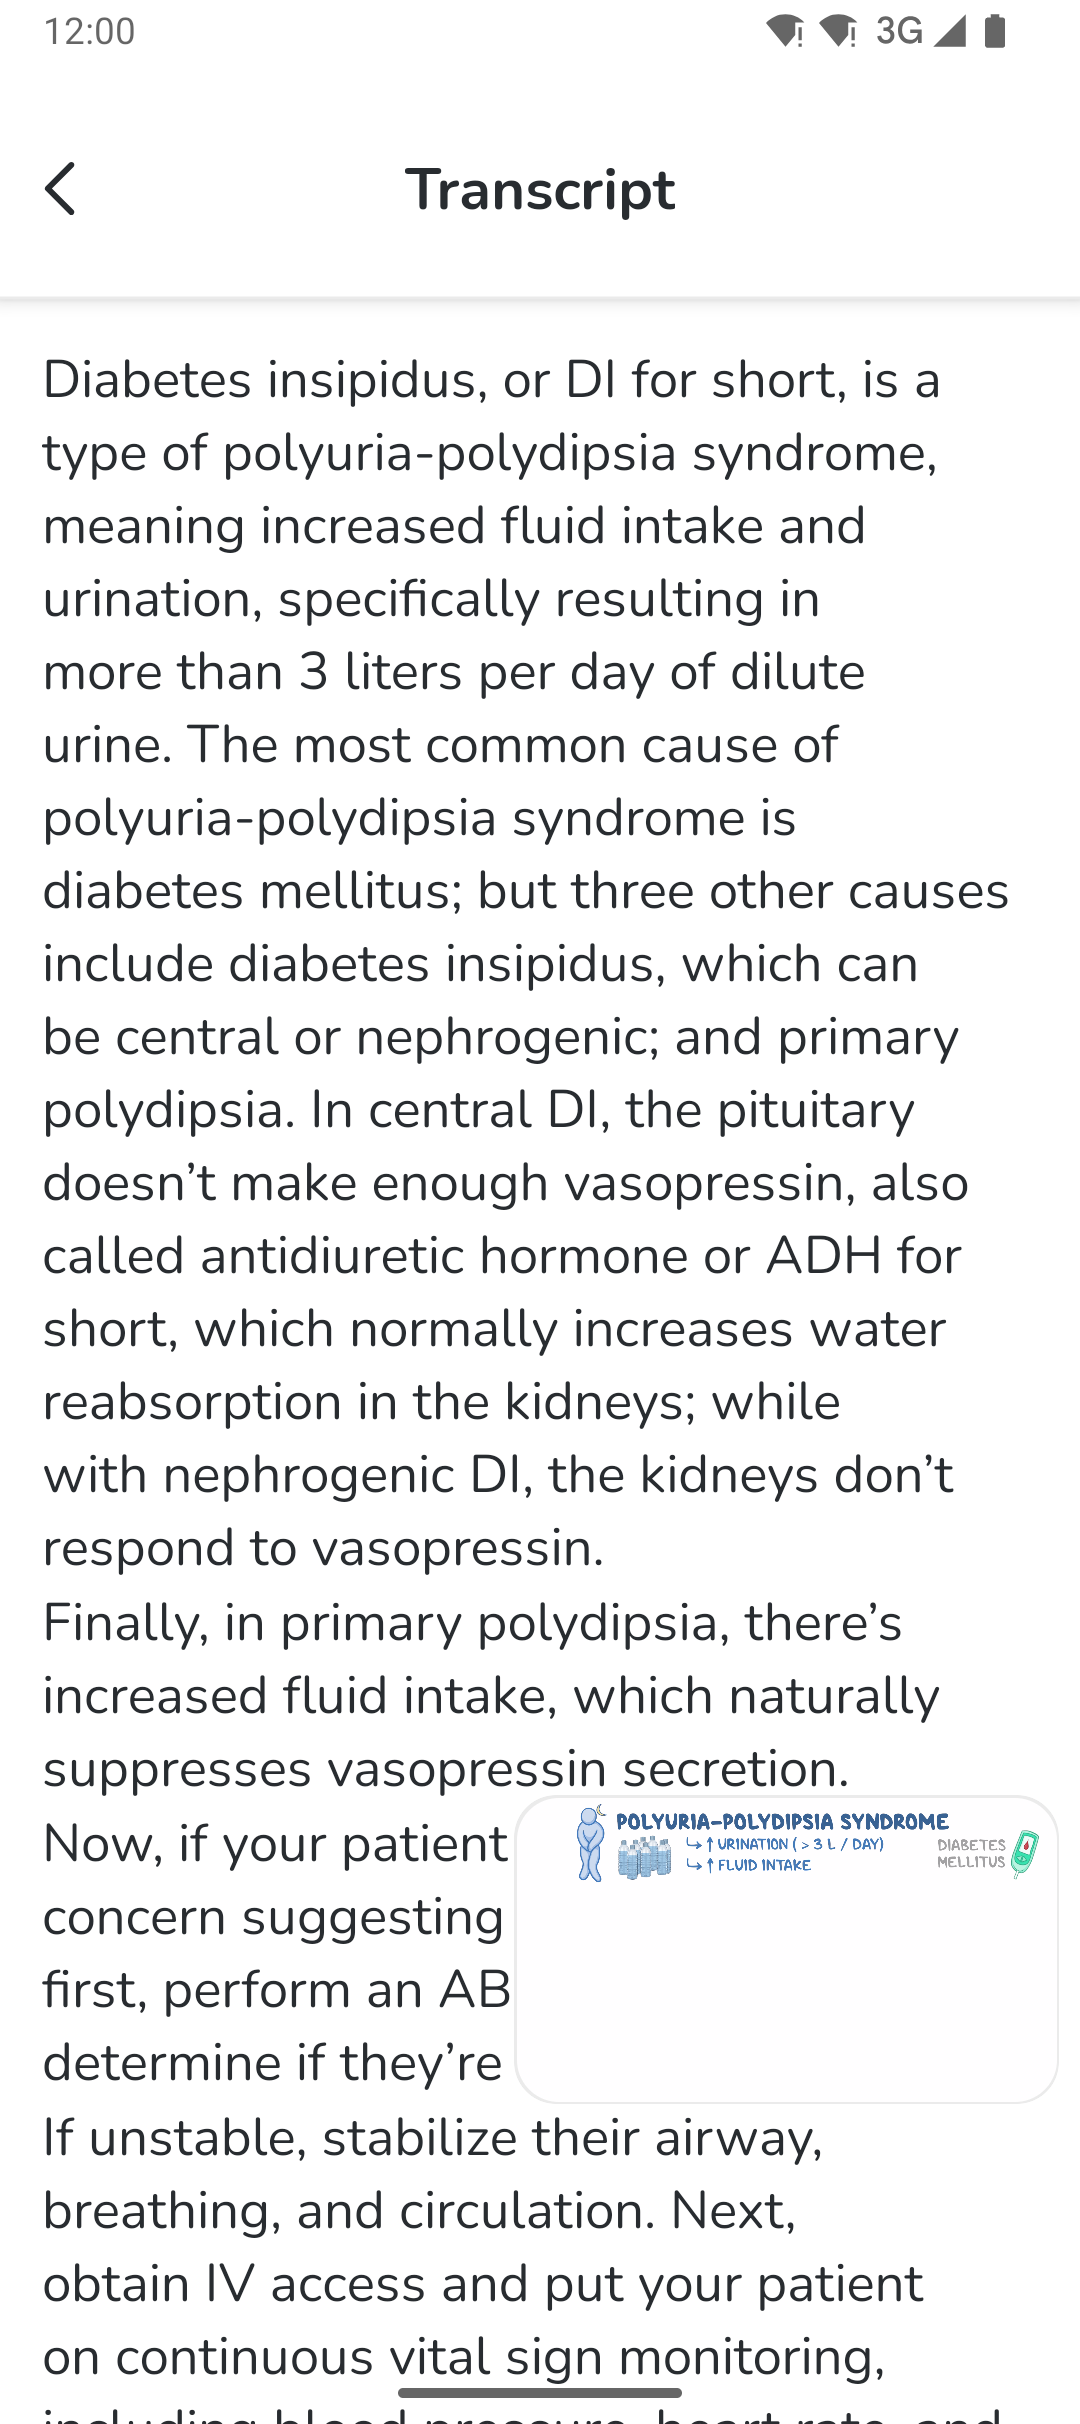 12:00
3G
Transcript
Diabetes insipidus, or DI for short, is a
type of polyuria-polydipsia syndrome,
meaning increased fluid intake and
urination, specifically resulting in
more than 3 liters per day of dilute
urine. The most common cause of
polyuria-polydipsia syndrome is
diabetes mellitus; but three other causes
include diabetes insipidus, which can
be central or nephrogenic; and primary
polydipsia. In central DI, the pituitary
doesn’t make enough vasopressin, also
called antidiuretic hormone or ADH for
short, which normally increases water
reabsorption in the kidneys; while
with nephrogenic DI, the kidneys don’t
respond to vasopressin.
Finally, in primary polydipsia, there’s
increased fluid intake, which naturally
suppresses vasopressin secretion.
Now, if your patient
concern suggesting
first, perform an AB
determine if they’re
POLYURIA-POLYDIPSIA SYNDROME
↳ ↑ URINATION (> 3 L / DAY)
↳ ↑ FLUID INTAKE
DIABETES
MELLITUS
If unstable, stabilize their airway,
breathing, and circulation. Next,
obtain IV access and put your patient
on continuous vital sign monitoring,
including blood pressure, heart rate, and